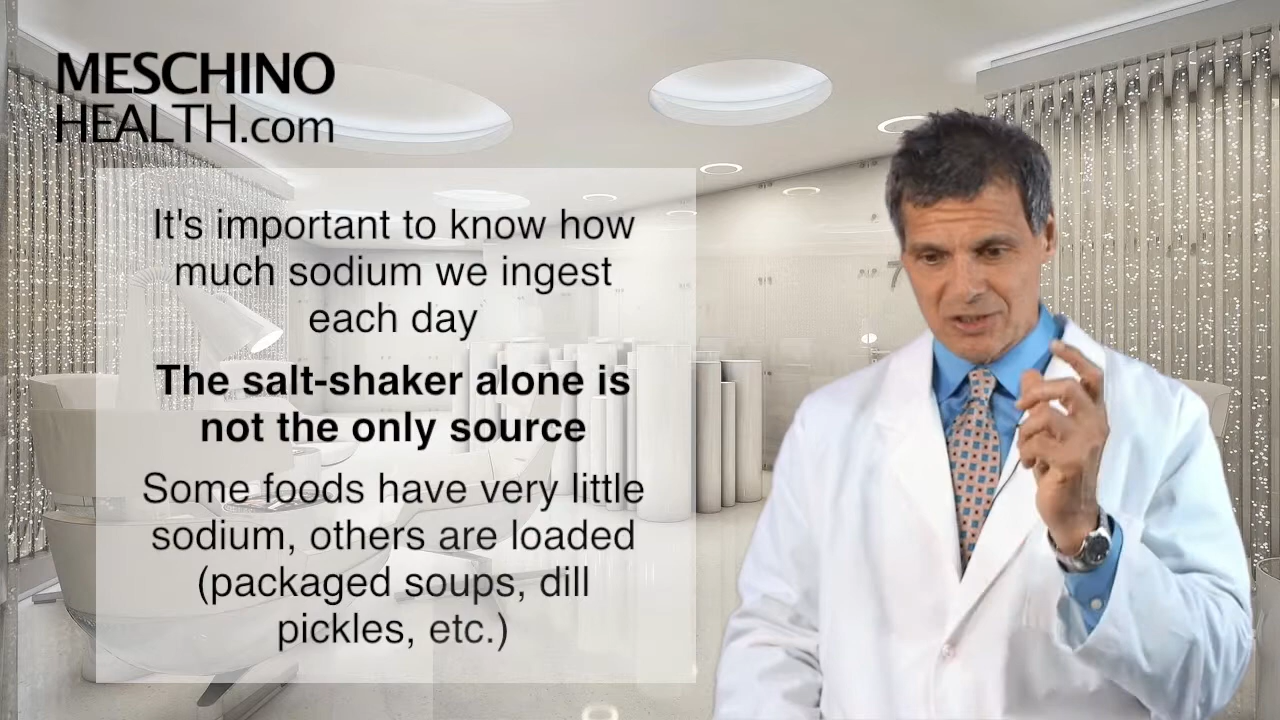 MESCHINO
HEALTH.com
It's important to know how
much sodium we ingest
each day
The salt-shaker alone is
not the only source
Some foods have very little
sodium, others are loaded
(packaged soups, dill
pickles, etc.)